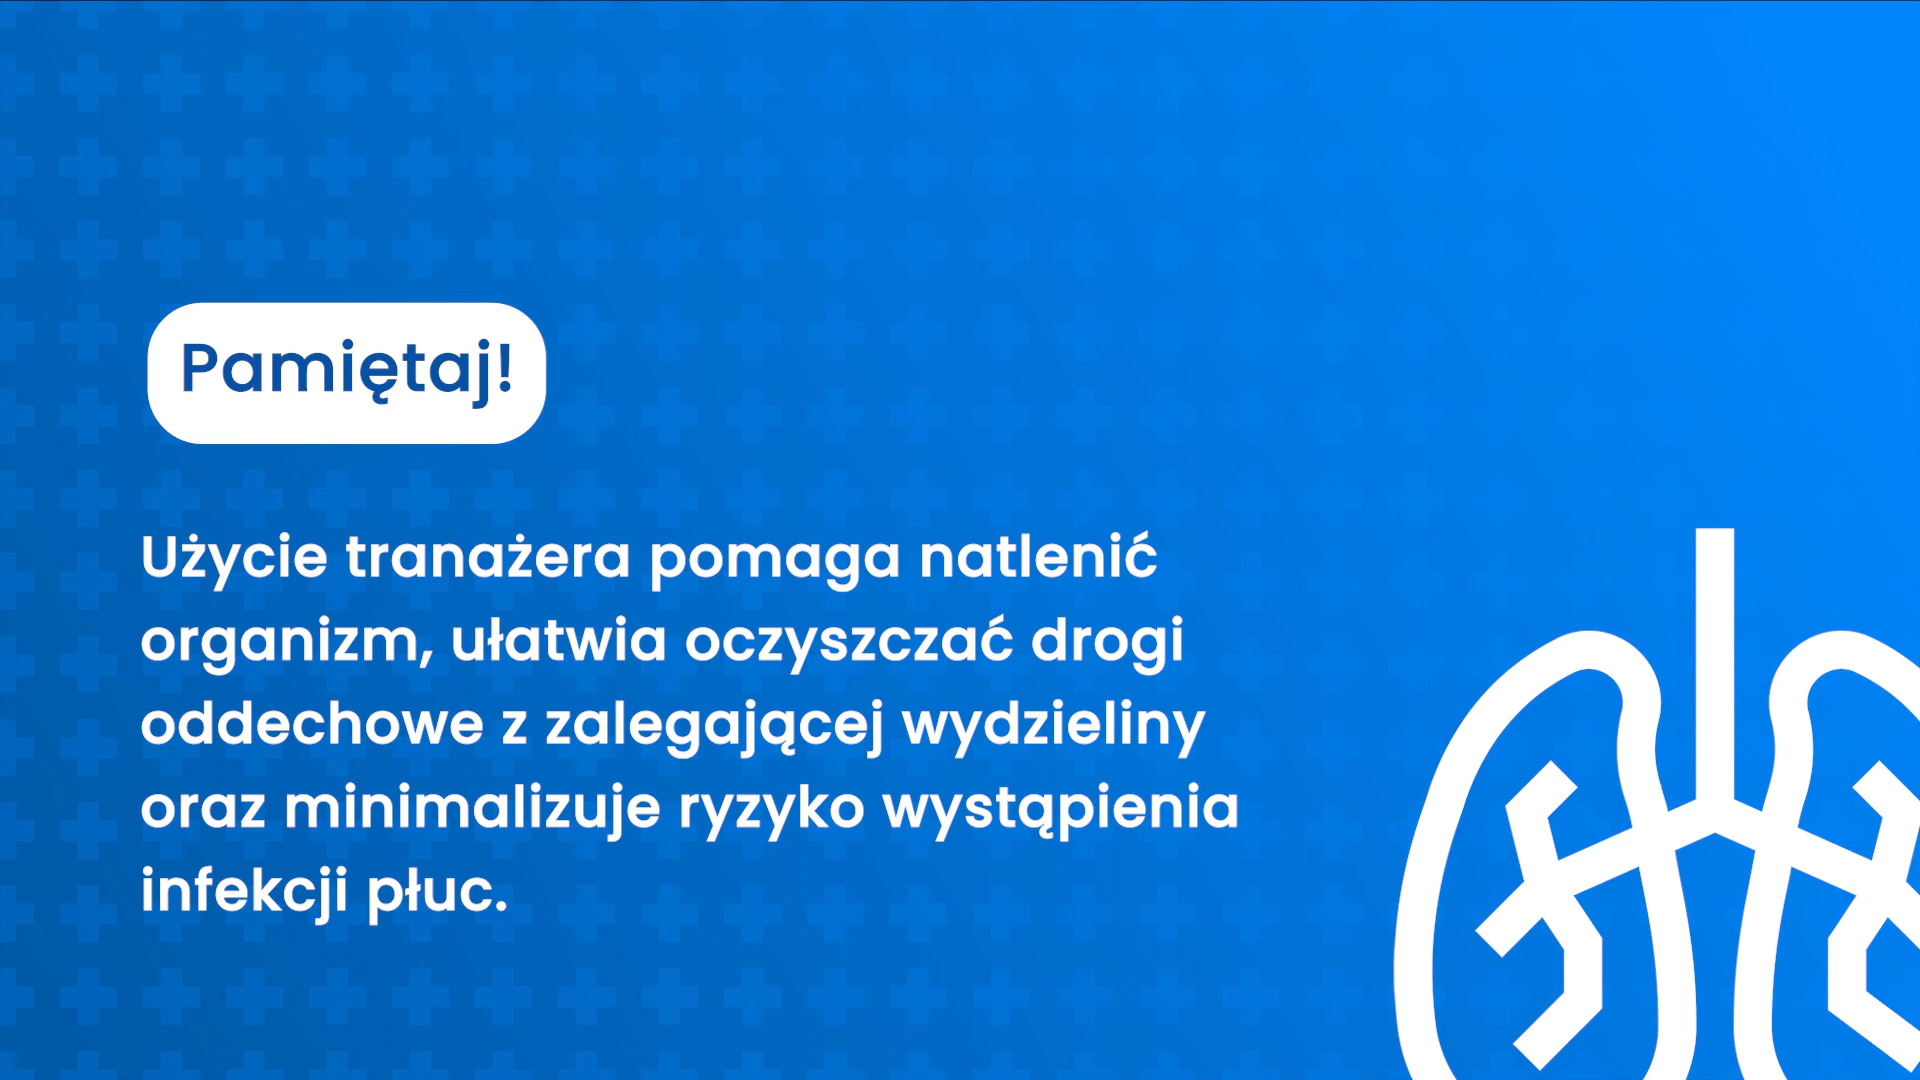 Pamiętaj!
Użycie tranażera pomaga natlenić
organizm, ułatwia oczyszczać drogi
oddechowe z zalegającej wydzieliny
oraz minimalizuje ryzyko wystąpienia
infekcji płuc.